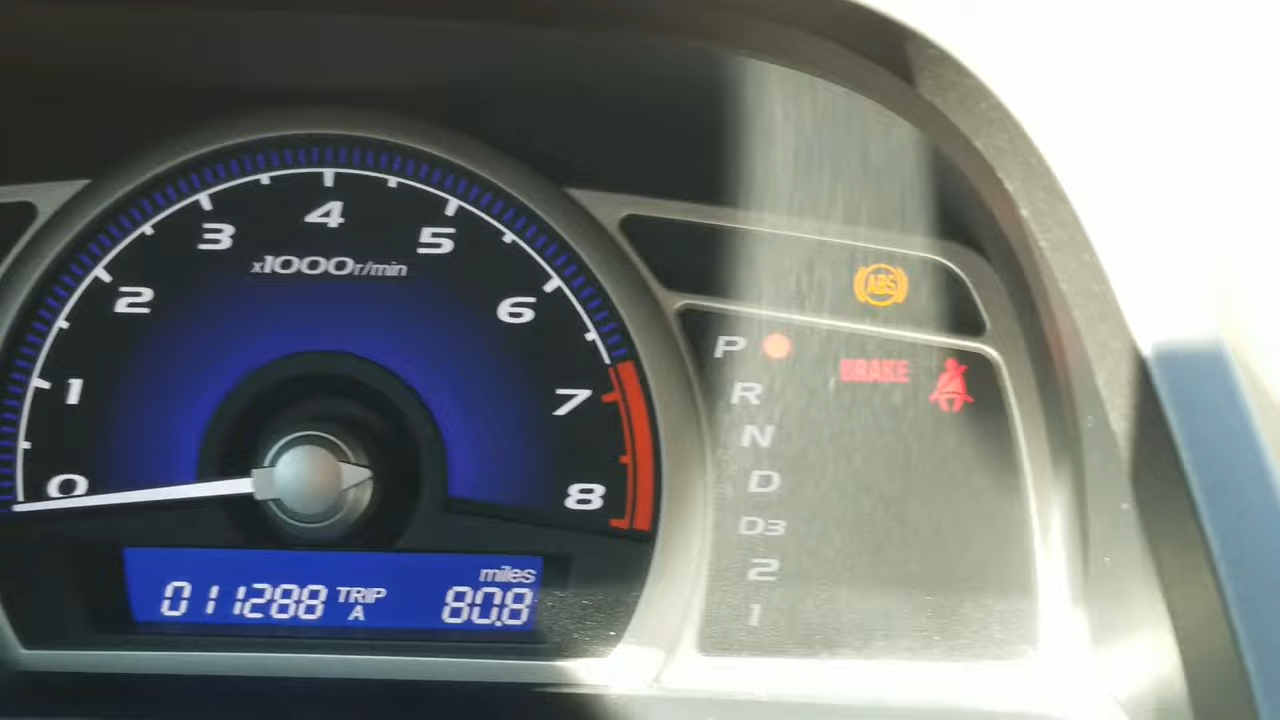 0
1
2
3
4
5
6
7
8
x1000r/min
miles
011288 TRIP A 80.8
ABS
P
R
N
D
D3
2
1
BRAKE